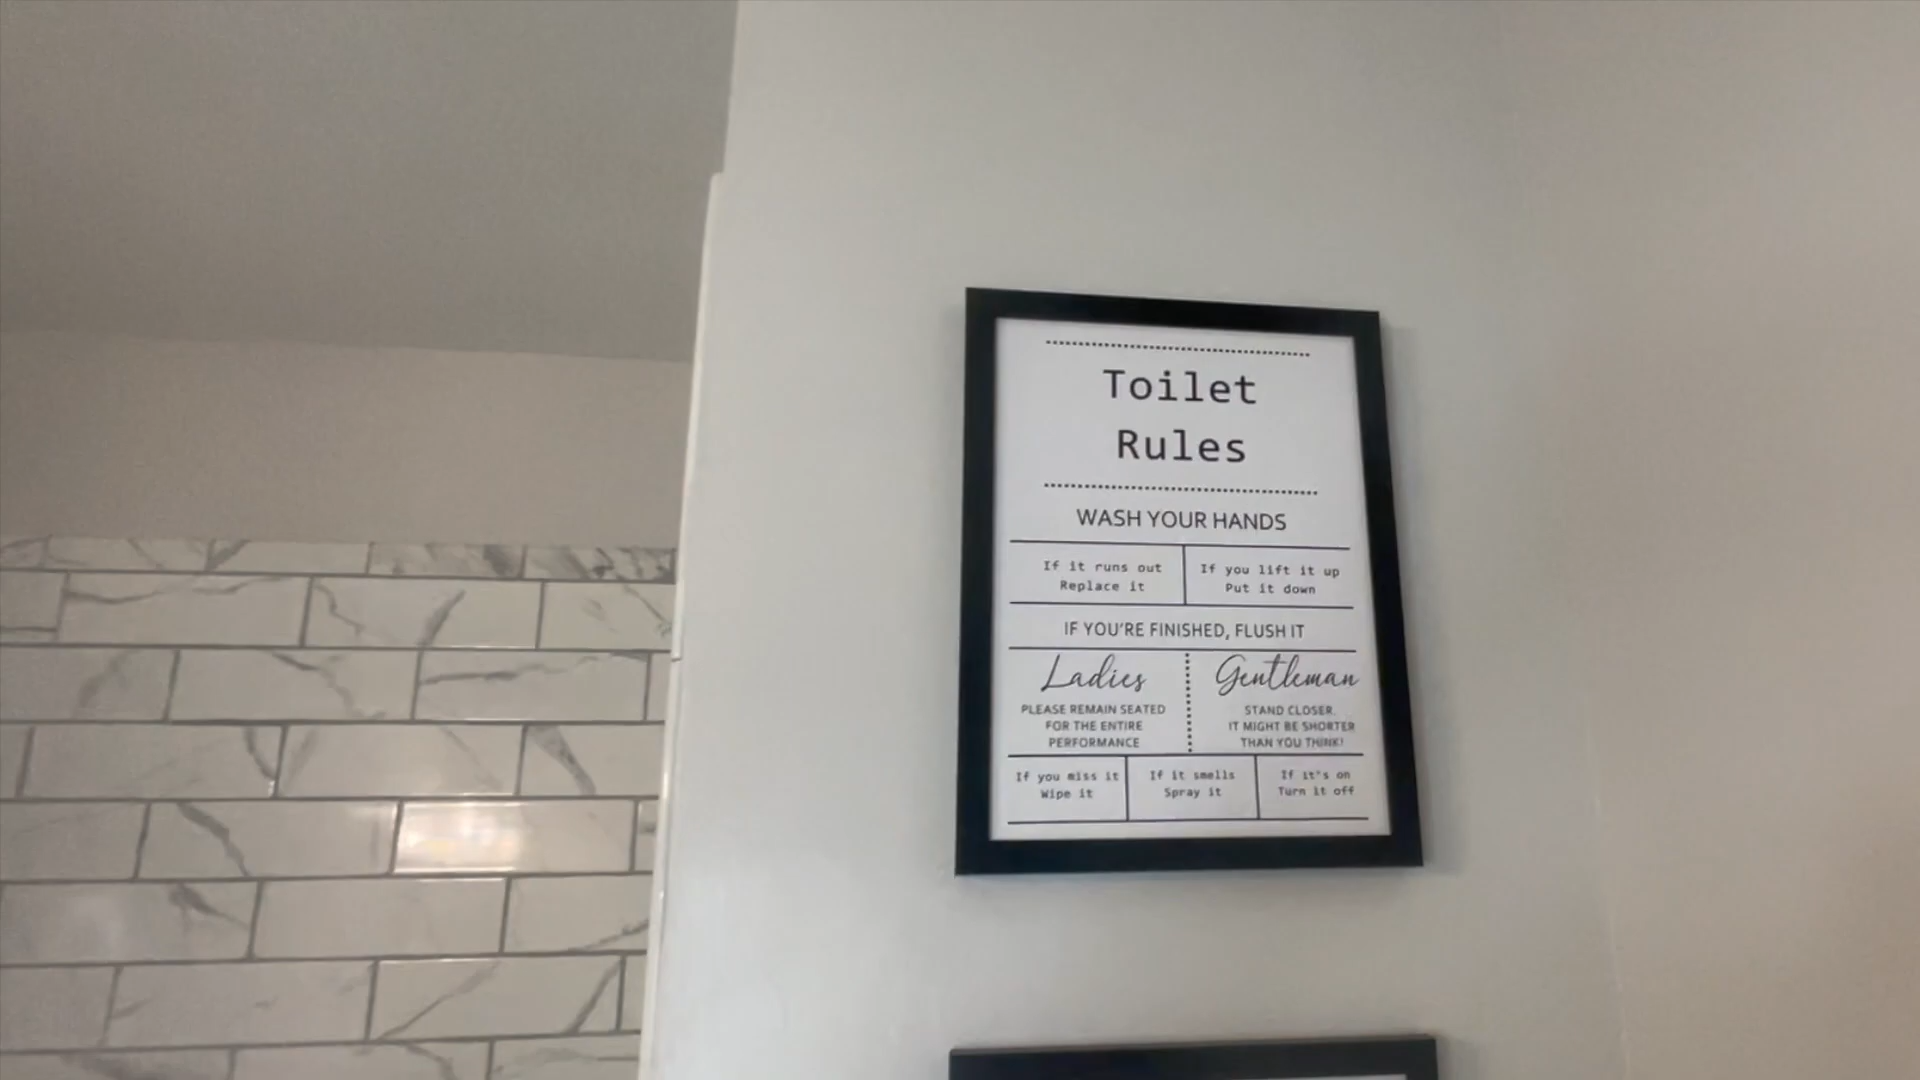 Toilet
Rules
WASH YOUR HANDS
If it runs out
Replace it
If you lift it up
Put it down
IF YOU'RE FINISHED, FLUSH IT
Ladies
PLEASE REMAIN SEATED
FOR THE ENTIRE
PERFORMANCE
Gentleman
STAND CLOSER.
IT MIGHT BE SHORTER
THAN YOU THINK!
If you miss it
Wipe it
If it smells
Spray it
If it's on
Turn it off